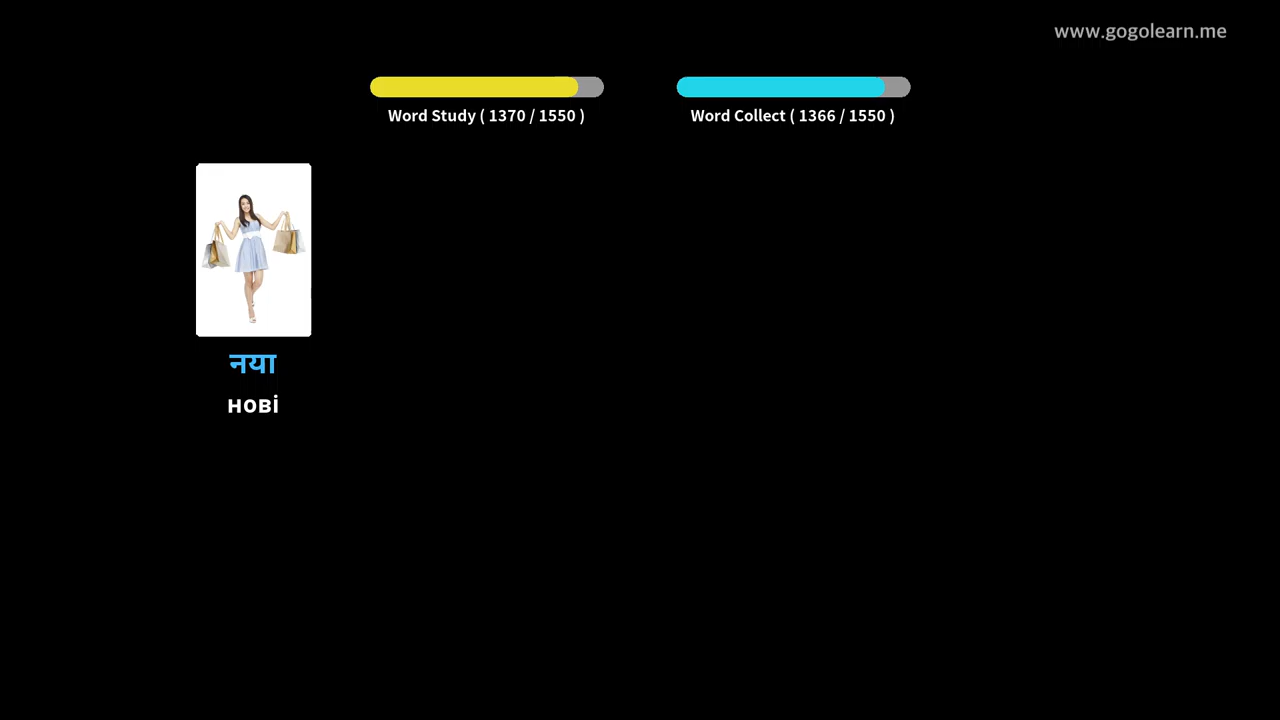 www.gogolearn.me
Word Study ( 1370 / 1550 )
Word Collect ( 1366 / 1550 )
नया
нові